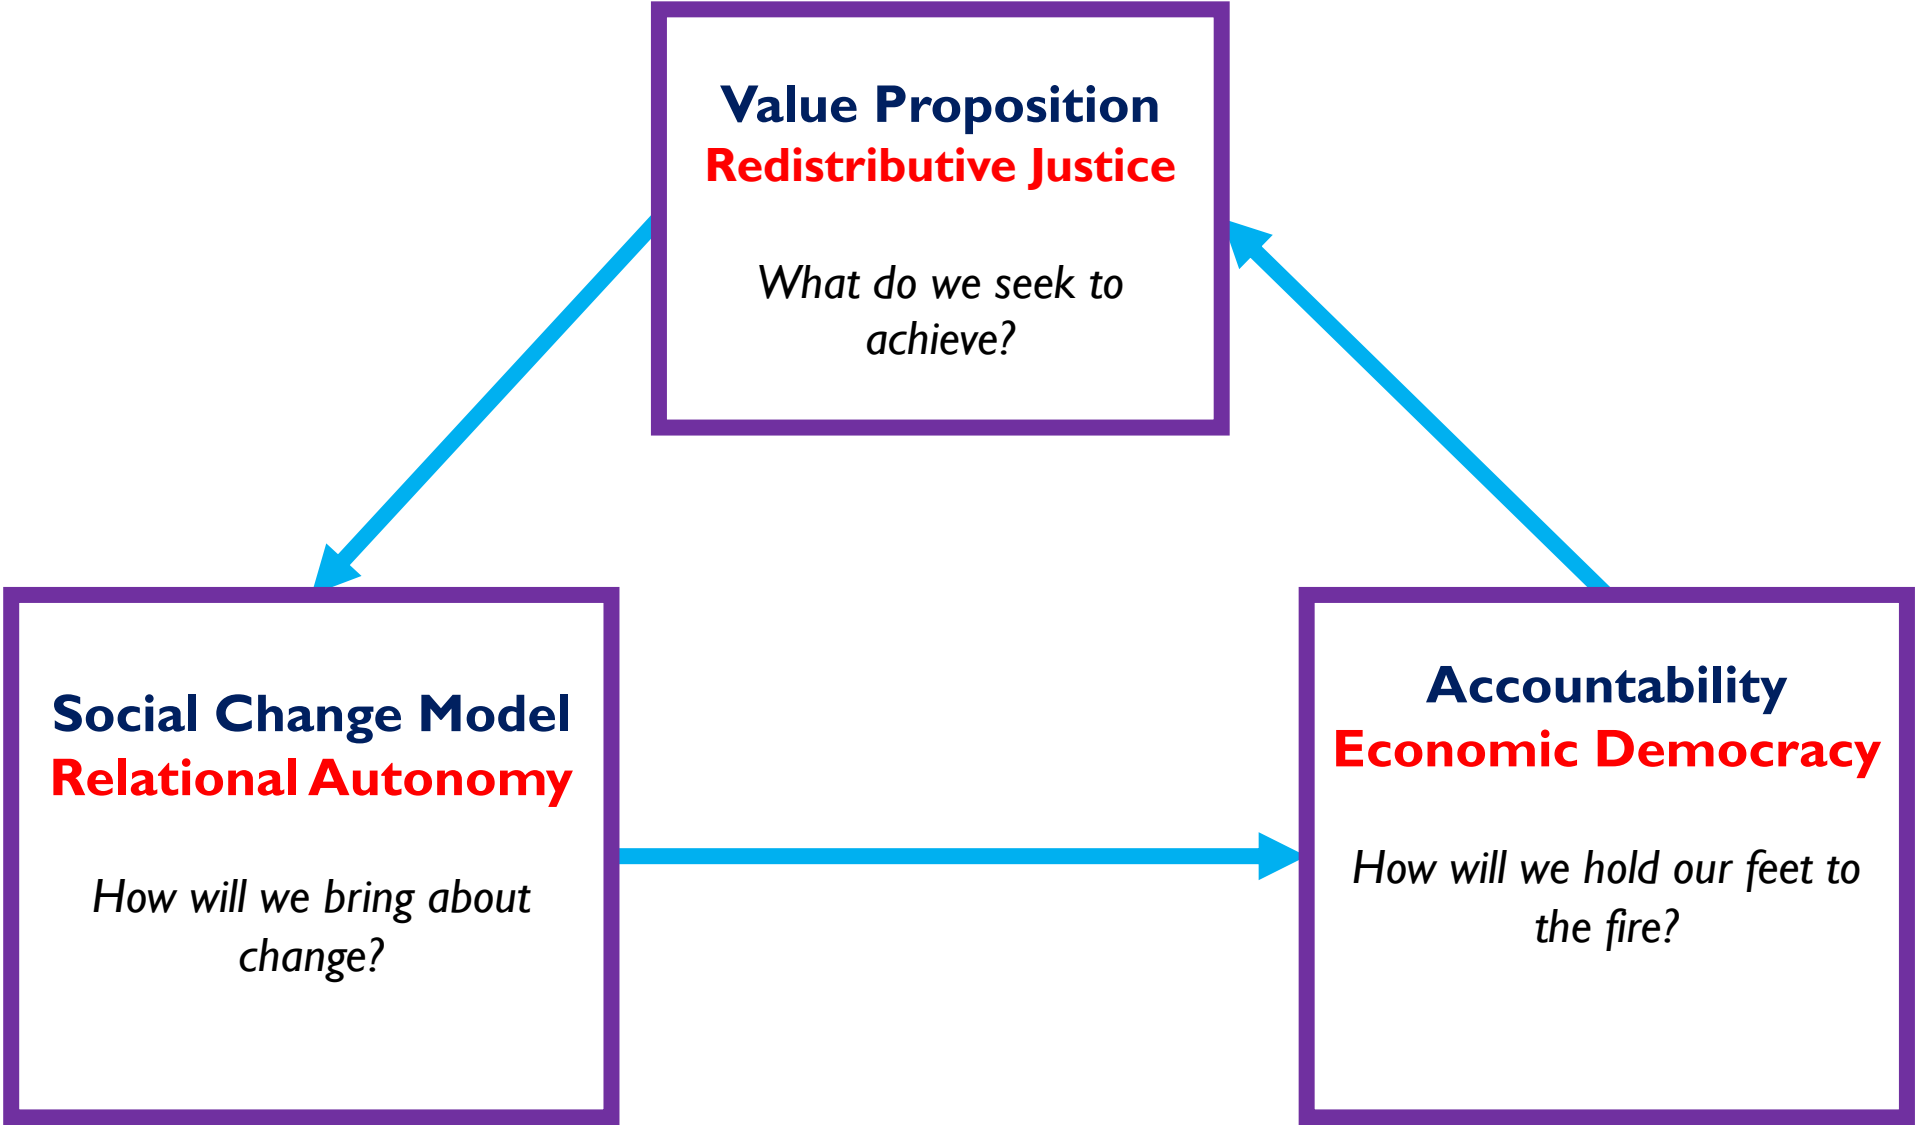 Value Proposition
Redistributive Justice
What do we seek to
achieve?
Social Change Model
Relational Autonomy
How will we bring about
change?
Accountability
Economic Democracy
How will we hold our feet to
the fire?